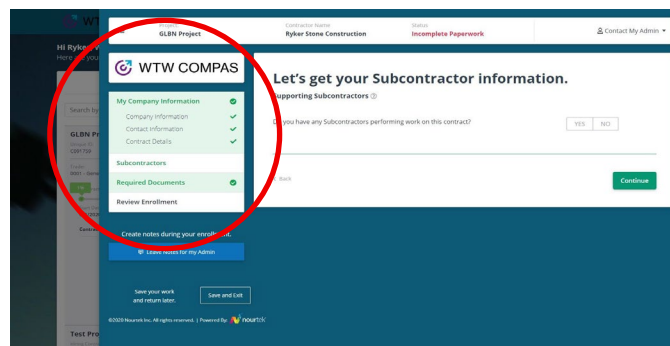 Project
GLBN Project
Contractor Name
Ryker Stone Construction
Status
Incomplete Paperwork
Contact My Admin
WTW COMPAS
My Company Information
Company Information
Contact Information
Contract Details
Subcontractors
Required Documents
Review Enrollment
Create notes during your enrollment.
Leave Notes for my Admin
Save your work
and return later.
Save and Exit
©2020 Nourtek Inc. All rights reserved. | Powered By: nourtek
Let's get your Subcontractor information.
Supporting Subcontractors
Do you have any Subcontractors performing work on this contract?
YES NO
Back
Continue
Hi Ryker
Search by
GLBN Pr
Test Pro